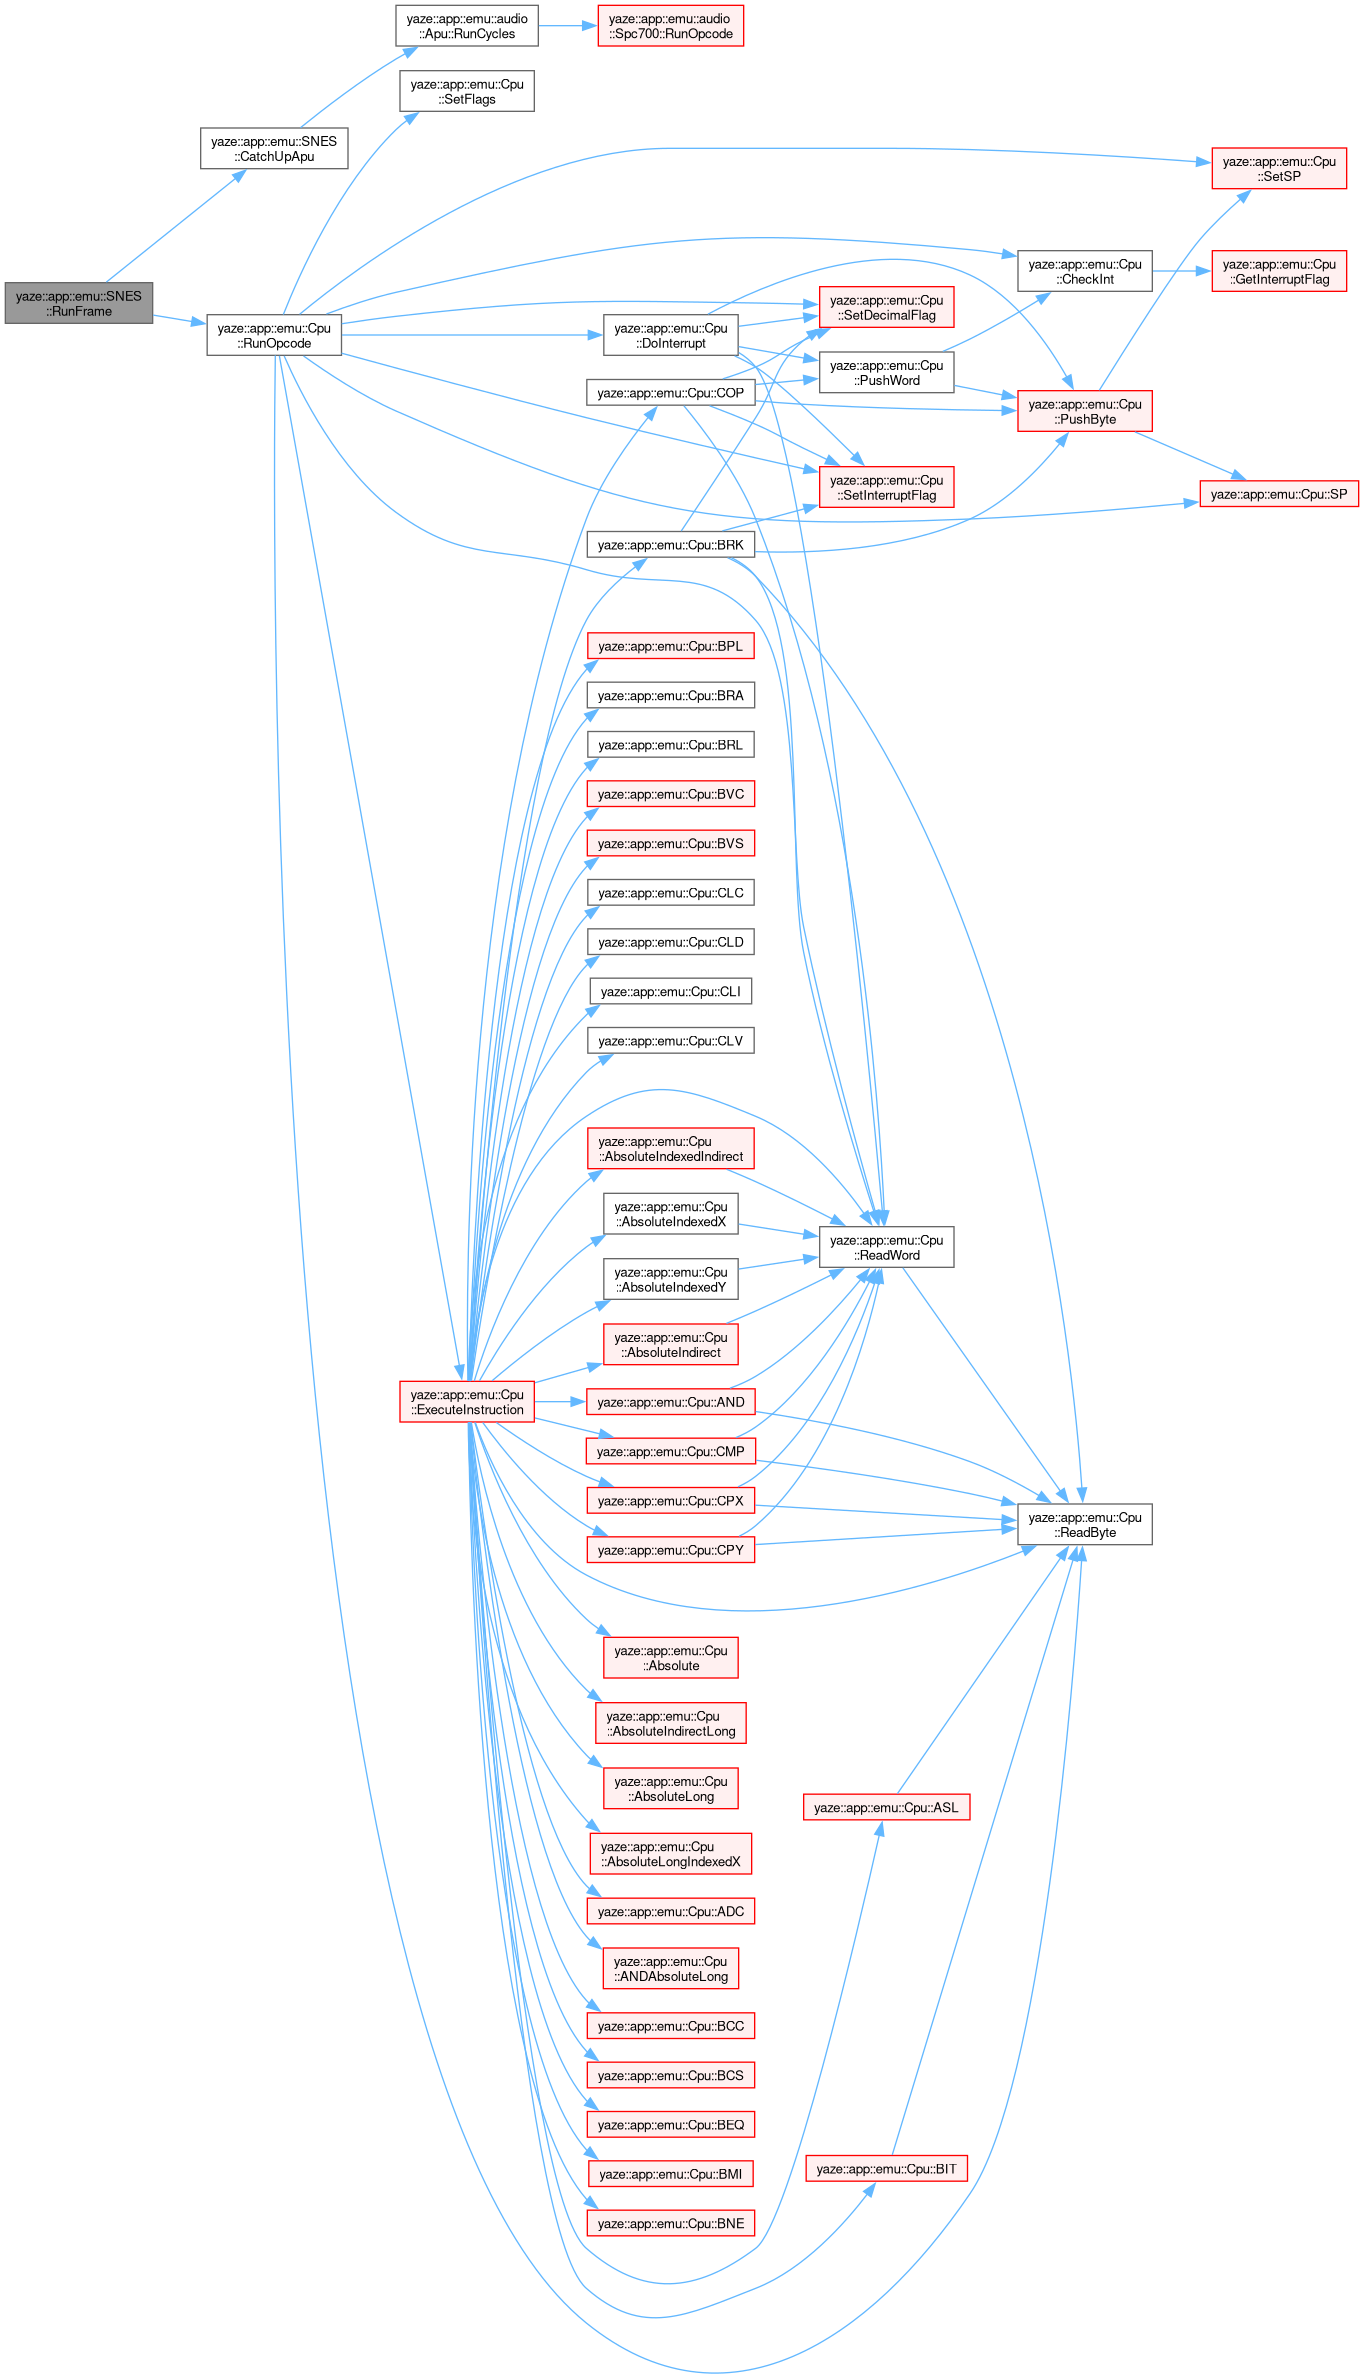 yaze::app::emu::audio
::Apu::RunCycles
yaze::app::emu::audio
::Spc700::RunOpcode
yaze::app::emu::Cpu
::SetFlags
yaze::app::emu::SNES
::CatchUpApu
yaze::app::emu::Cpu
::SetSP
yaze::app::emu::SNES
::RunFrame
yaze::app::emu::Cpu
::RunOpcode
yaze::app::emu::Cpu
::DoInterrupt
yaze::app::emu::Cpu
::SetDecimalFlag
yaze::app::emu::Cpu
::CheckInt
yaze::app::emu::Cpu
::GetInterruptFlag
yaze::app::emu::Cpu::COP
yaze::app::emu::Cpu
::PushWord
yaze::app::emu::Cpu
::PushByte
yaze::app::emu::Cpu
::SetInterruptFlag
yaze::app::emu::Cpu::SP
yaze::app::emu::Cpu::BRK
yaze::app::emu::Cpu::BPL
yaze::app::emu::Cpu::BRA
yaze::app::emu::Cpu::BRL
yaze::app::emu::Cpu::BVC
yaze::app::emu::Cpu::BVS
yaze::app::emu::Cpu::CLC
yaze::app::emu::Cpu::CLD
yaze::app::emu::Cpu::CLI
yaze::app::emu::Cpu::CLV
yaze::app::emu::Cpu
::AbsoluteIndexedIndirect
yaze::app::emu::Cpu
::AbsoluteIndexedX
yaze::app::emu::Cpu
::ReadWord
yaze::app::emu::Cpu
::AbsoluteIndexedY
yaze::app::emu::Cpu
::AbsoluteIndirect
yaze::app::emu::Cpu
::ExecuteInstruction
yaze::app::emu::Cpu::AND
yaze::app::emu::Cpu::CMP
yaze::app::emu::Cpu::CPX
yaze::app::emu::Cpu
::ReadByte
yaze::app::emu::Cpu::CPY
yaze::app::emu::Cpu
::Absolute
yaze::app::emu::Cpu
::AbsoluteIndirectLong
yaze::app::emu::Cpu
::AbsoluteLong
yaze::app::emu::Cpu::ASL
yaze::app::emu::Cpu
::AbsoluteLongIndexedX
yaze::app::emu::Cpu::ADC
yaze::app::emu::Cpu
::ANDAbsoluteLong
yaze::app::emu::Cpu::BCC
yaze::app::emu::Cpu::BCS
yaze::app::emu::Cpu::BEQ
yaze::app::emu::Cpu::BMI
yaze::app::emu::Cpu::BIT
yaze::app::emu::Cpu::BNE